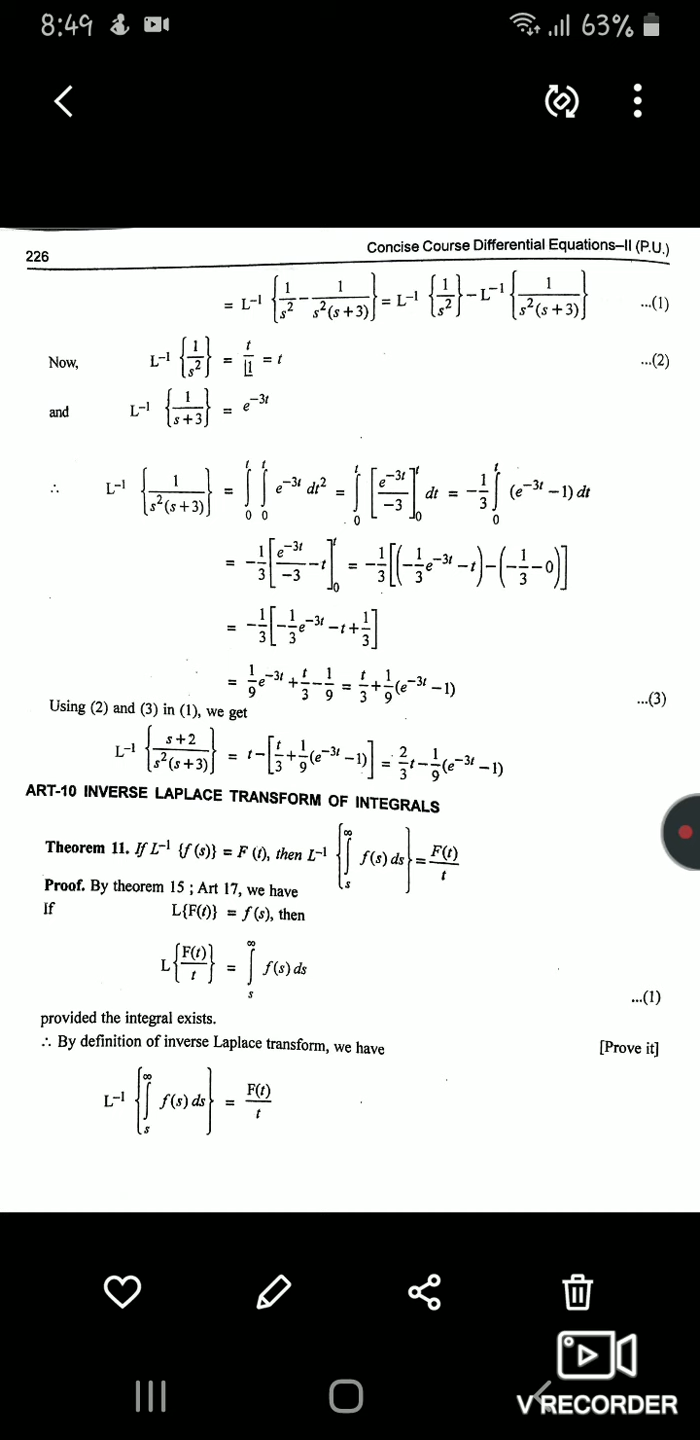 8:49 63%
226 Concise Course Differential Equations–II (P.U.)
= L⁻¹ {1/s² − 1/(s²(s+3))} = L⁻¹ {1/s²} − L⁻¹ {1/(s²(s+3))} ...(1)
Now, L⁻¹ {1/s²} = t/⌊1 = t ...(2)
and L⁻¹ {1/(s+3)} = e⁻³ᵗ
∴ L⁻¹ {1/(s²(s+3))} = ∫₀ᵗ ∫₀ᵗ e⁻³ᵗ dt² = ∫₀ᵗ [e⁻³ᵗ/−3]₀ᵗ dt = −1/3 ∫₀ᵗ (e⁻³ᵗ − 1) dt
= −1/3 [e⁻³ᵗ/−3 − t]₀ᵗ = −1/3 [(−1/3 e⁻³ᵗ − t) − (−1/3 − 0)]
= −1/3 [−1/3 e⁻³ᵗ − t + 1/3]
= 1/9 e⁻³ᵗ + t/3 − 1/9 = t/3 + 1/9 (e⁻³ᵗ − 1) ...(3)
Using (2) and (3) in (1), we get
L⁻¹ {(s+2)/(s²(s+3))} = t − [t/3 + 1/9 (e⁻³ᵗ − 1)] = 2/3 t − 1/9 (e⁻³ᵗ − 1)
ART-10 INVERSE LAPLACE TRANSFORM OF INTEGRALS
Theorem 11. If L⁻¹ {f(s)} = F(t), then L⁻¹ {∫ₛ^∞ f(s) ds} = F(t)/t
Proof. By theorem 15 ; Art 17, we have
If L{F(t)} = f(s), then
L{F(t)/t} = ∫ₛ^∞ f(s) ds
...(1)
provided the integral exists.
∴ By definition of inverse Laplace transform, we have [Prove it]
L⁻¹ {∫ₛ^∞ f(s) ds} = F(t)/t
V RECORDER